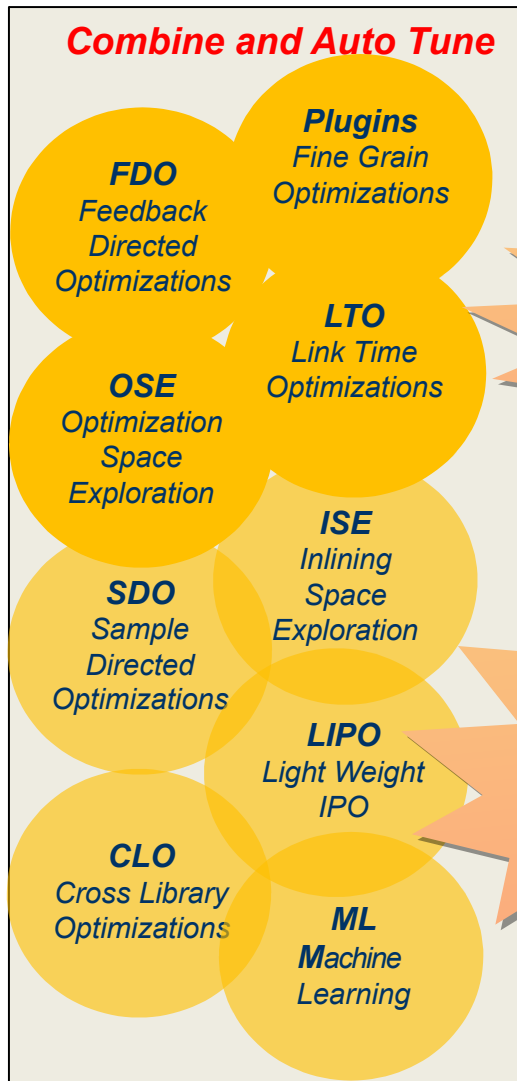 Combine and Auto Tune
Plugins
Fine Grain
Optimizations
FDO
Feedback
Directed
Optimizations
LTO
Link Time
Optimizations
OSE
Optimization
Space
Exploration
ISE
Inlining
Space
Exploration
SDO
Sample
Directed
Optimizations
LIPO
Light Weight
IPO
CLO
Cross Library
Optimizations
ML
Machine
Learning